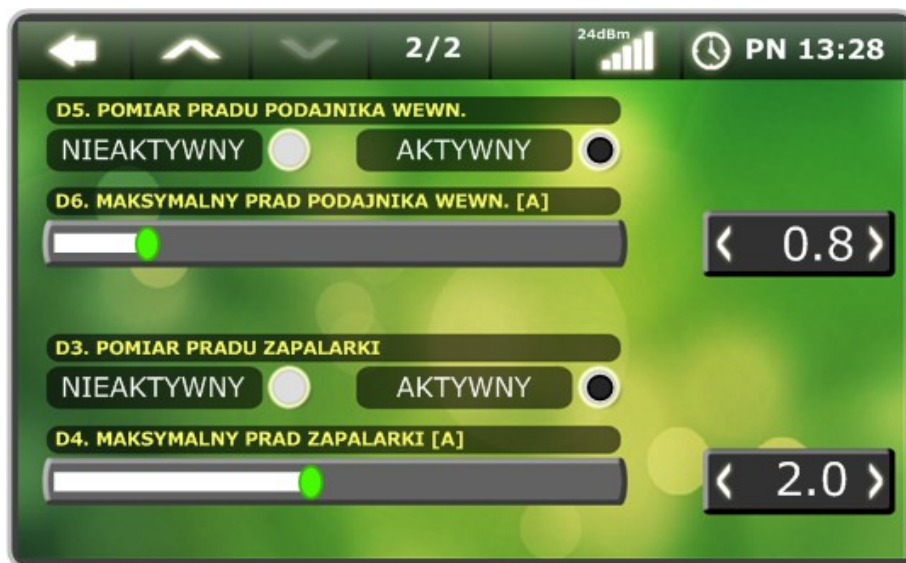 2/2 24dBm PN 13:28
D5. POMIAR PRADU PODAJNIKA WEWN.
NIEAKTYWNY AKTYWNY
D6. MAKSYMALNY PRAD PODAJNIKA WEWN. [A]
0.8
D3. POMIAR PRADU ZAPALARKI
NIEAKTYWNY AKTYWNY
D4. MAKSYMALNY PRAD ZAPALARKI [A]
2.0